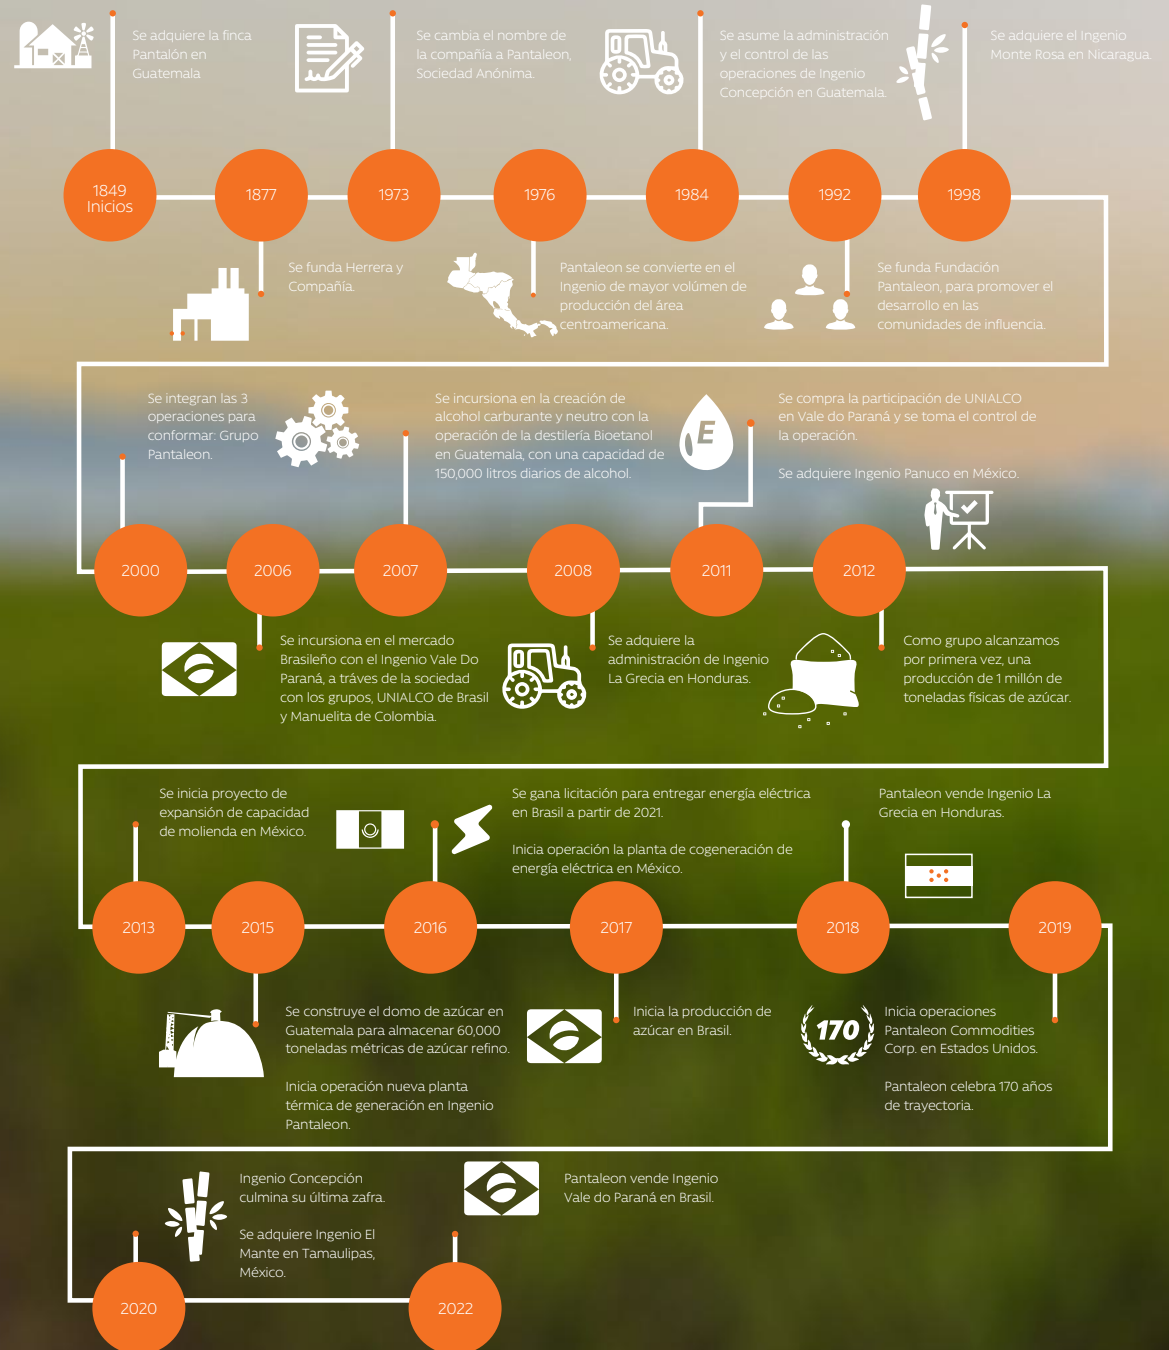 Se adquiere la finca
Pantalón en
Guatemala
Se cambia el nombre de
la compañía a Pantaleon,
Sociedad Anónima.
Se asume la administración
y el control de las
operaciones de Ingenio
Concepción en Guatemala.
Se adquiere el Ingenio
Monte Rosa en Nicaragua.
1849
Inicios
1877
1973
1976
1984
1992
1998
Se funda Herrera y
Compañía.
Pantaleon se convierte en el
Ingenio de mayor volúmen de
producción del área
centroamericana.
Se funda Fundación
Pantaleon, para promover el
desarrollo en las
comunidades de influencia.
Se integran las 3
operaciones para
conformar: Grupo
Pantaleon.
Se incursiona en la creación de
alcohol carburante y neutro con la
operación de la destilería Bioetanol
en Guatemala, con una capacidad de
150,000 litros diarios de alcohol.
E
Se compra la participación de UNIALCO
en Vale do Paraná y se toma el control de
la operación.
Se adquiere Ingenio Panuco en México.
2000
2006
2007
2008
2011
2012
Se incursiona en el mercado
Brasileño con el Ingenio Vale Do
Paraná, a tráves de la sociedad
con los grupos, UNIALCO de Brasil
y Manuelita de Colombia.
Se adquiere la
administración de Ingenio
La Grecia en Honduras.
Como grupo alcanzamos
por primera vez, una
producción de 1 millón de
toneladas físicas de azúcar.
Se inicia proyecto de
expansión de capacidad
de molienda en México.
Se gana licitación para entregar energía eléctrica
en Brasil a partir de 2021.
Inicia operación la planta de cogeneración de
energía eléctrica en México.
Pantaleon vende Ingenio La
Grecia en Honduras.
2013
2015
2016
2017
2018
2019
Se construye el domo de azúcar en
Guatemala para almacenar 60,000
toneladas métricas de azúcar refino.
Inicia operación nueva planta
térmica de generación en Ingenio
Pantaleon.
Inicia la producción de
azúcar en Brasil.
170
Inicia operaciones
Pantaleon Commodities
Corp. en Estados Unidos.
Pantaleon celebra 170 años
de trayectoria.
Ingenio Concepción
culmina su última zafra.
Se adquiere Ingenio El
Mante en Tamaulipas,
México.
Pantaleon vende Ingenio
Vale do Paraná en Brasil.
2020
2022